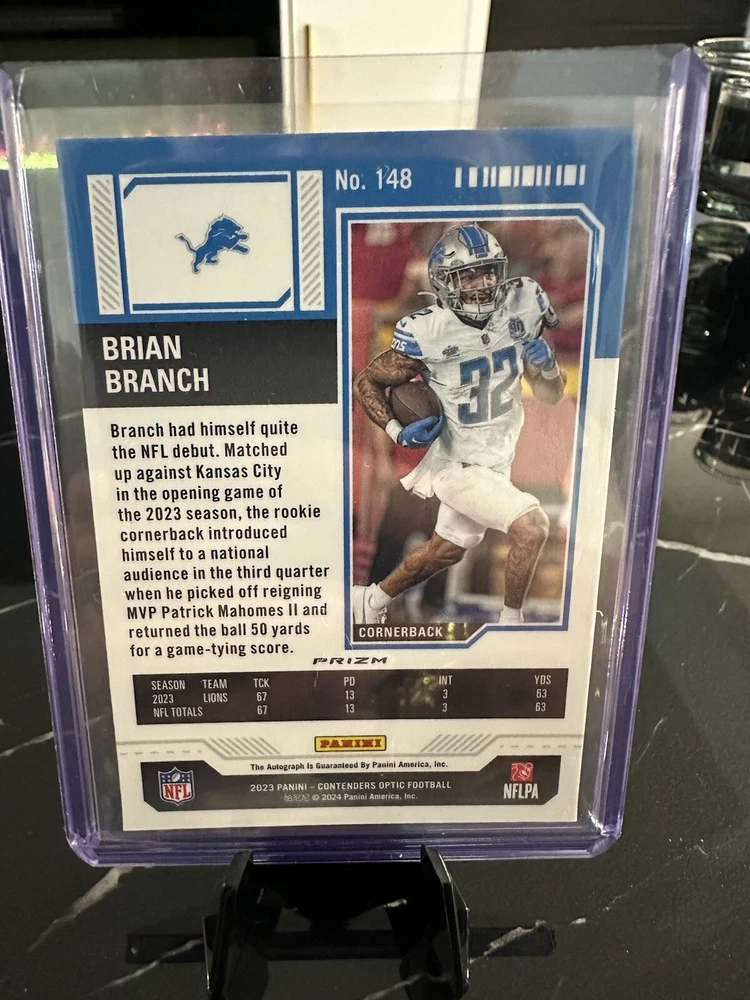 No. 148
BRIAN
BRANCH
Branch had himself quite
the NFL debut. Matched
up against Kansas City
in the opening game of
the 2023 season, the rookie
cornerback introduced
himself to a national
audience in the third quarter
when he picked off reigning
MVP Patrick Mahomes II and
returned the ball 50 yards
for a game-tying score.
32
32
CORNERBACK
PRIZM
SEASON TEAM TCK PD INT YDS
2023 LIONS 67 13 3 63
NFL TOTALS 67 13 3 63
PANINI
The Autograph Is Guaranteed By Panini America, Inc.
NFL
2023 PANINI – CONTENDERS OPTIC FOOTBALL
© 2024 Panini America, Inc.
NFLPA